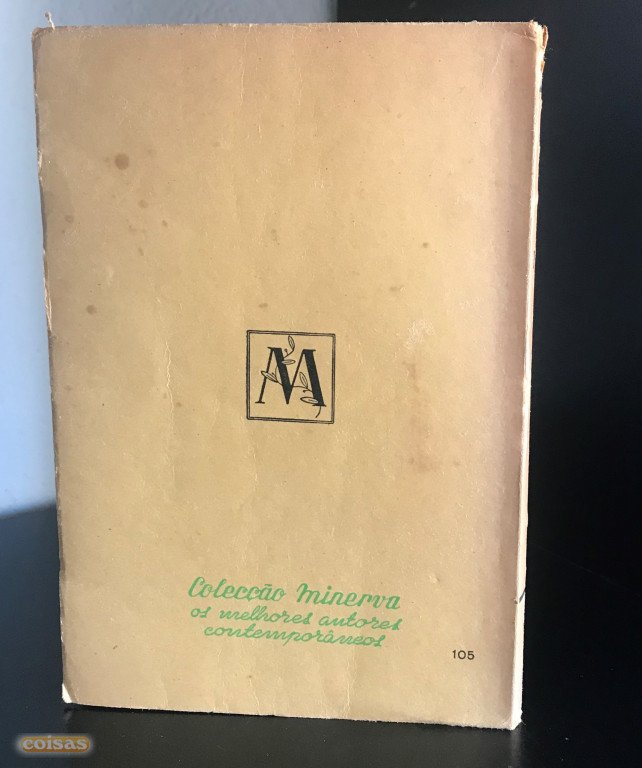 M
Colecção Minerva
os melhores autores
contemporâneos
105
coisas